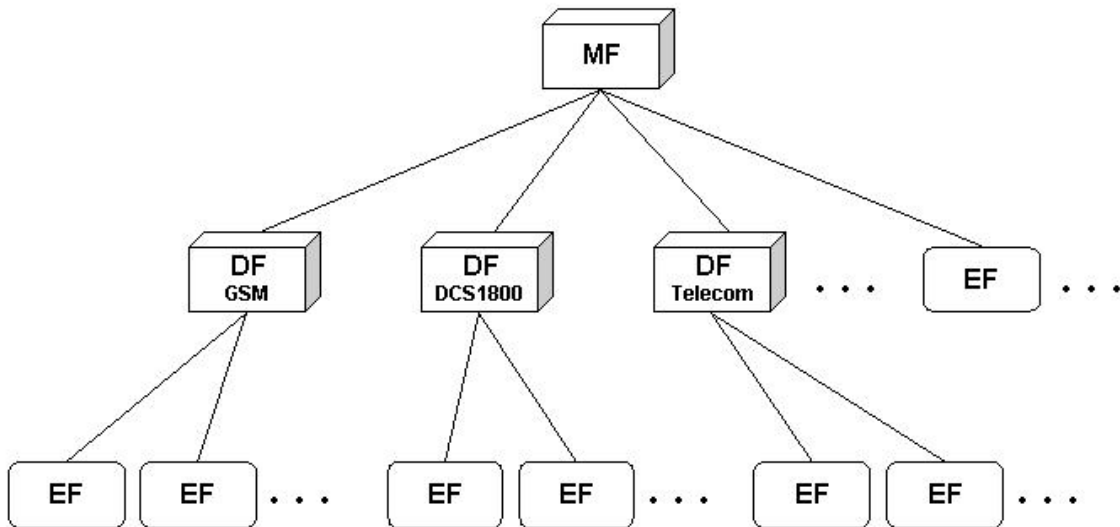 MF
DF
GSM
DF
DCS1800
DF
Telecom
. . .
EF
. . .
EF
EF
. . .
EF
EF
. . .
EF
EF
. . .